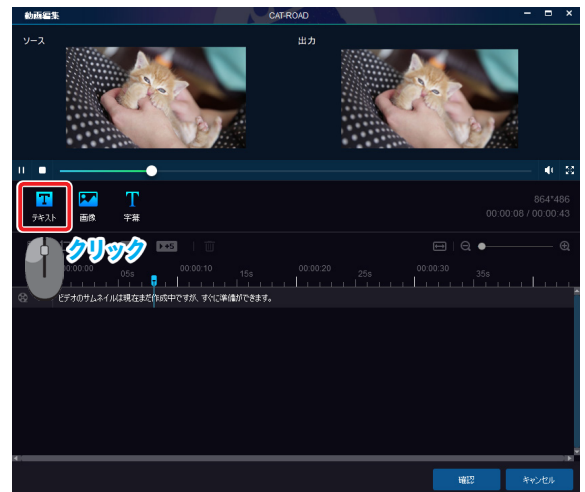 動画編集
CAT-ROAD
ソース
出力
T
T
テキスト
画像
字幕
864*486
00:00:08 / 00:00:43
クリック
00:00:00
05s
00:00:10
15s
00:00:20
25s
00:00:30
35s
ビデオのサムネイルは現在まだ作成中ですが、すぐに準備ができます。
確認
キャンセル